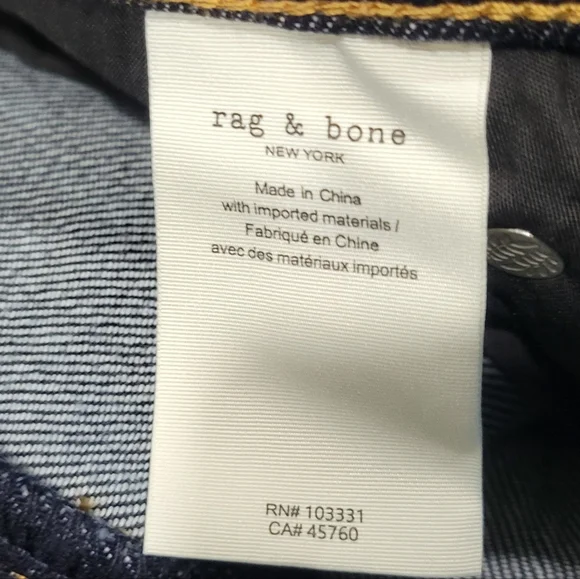 rag & bone
NEW YORK
Made in China
with imported materials /
Fabriqué en Chine
avec des matériaux importés
RN# 103331
CA# 45760